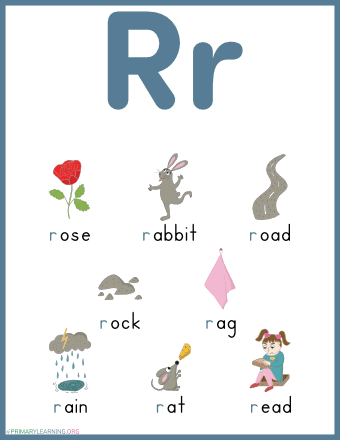 Rr
rose rabbit road
rock rag
rain rat read
©PRIMARYLEARNING.ORG